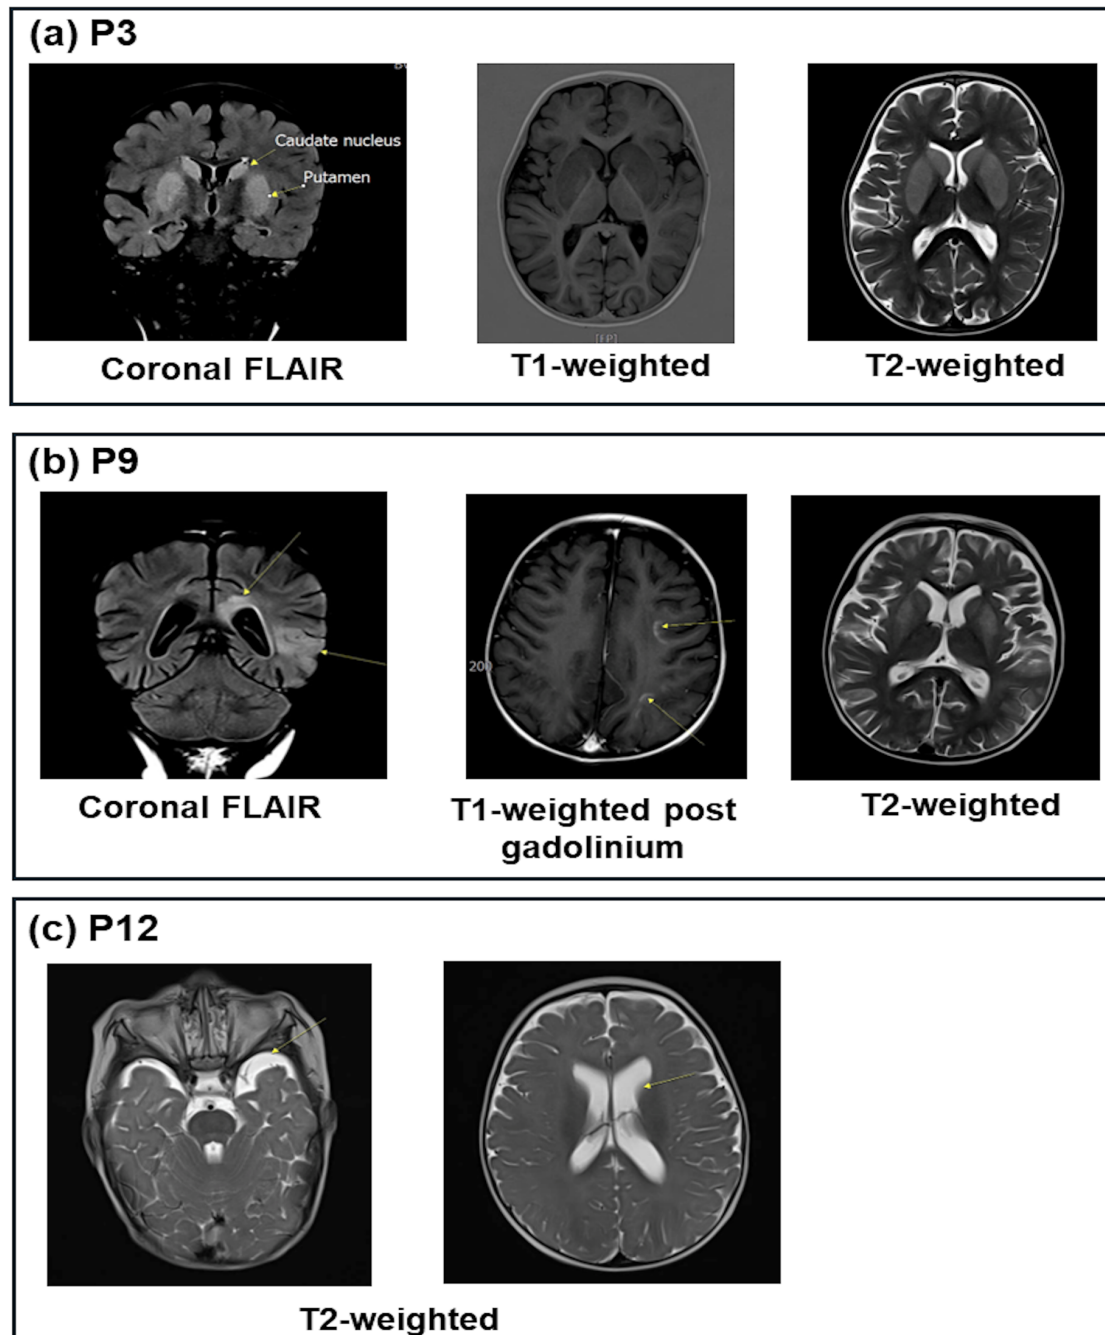 (a) P3
Caudate nucleus
Putamen
[FP]
Coronal FLAIR
T1-weighted
T2-weighted
(b) P9
200
Coronal FLAIR
T1-weighted post
gadolinium
T2-weighted
(c) P12
T2-weighted